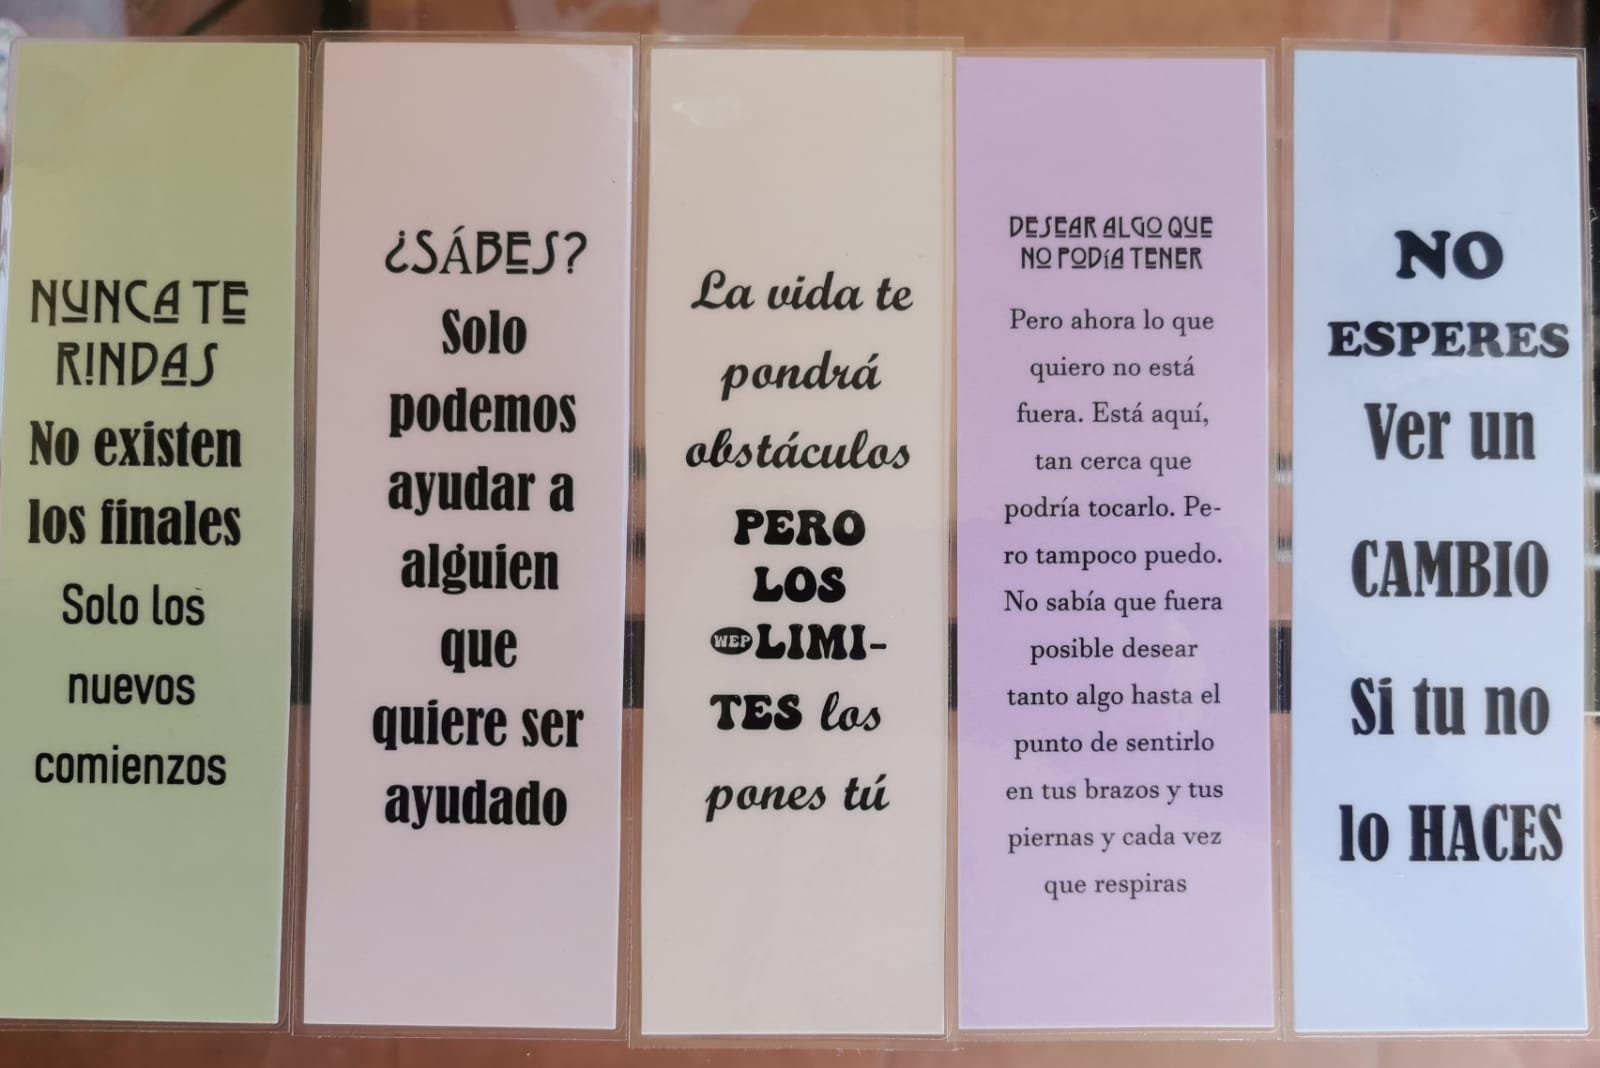 NUNCA TE
R!NDAS
No existen
los finales
Solo los
nuevos
comienzos
¿SÁBES?
Solo
podemos
ayudar a
alguien
que
quiere ser
ayudado
La vida te
pondrá
obstáculos
PERO
LOS
WEP LIMI-
TES los
pones tú
DESEAR ALGO QUE
NO PODíA TENER
Pero ahora lo que
quiero no está
fuera. Está aquí,
tan cerca que
podría tocarlo. Pe-
ro tampoco puedo.
No sabía que fuera
posible desear
tanto algo hasta el
punto de sentirlo
en tus brazos y tus
piernas y cada vez
que respiras
NO
ESPERES
Ver un
CAMBIO
Si tu no
lo HACES